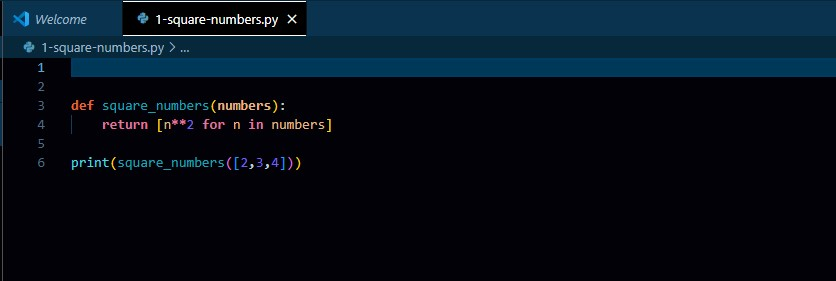 Welcome
1-square-numbers.py
1-square-numbers.py > ...
1
2
3 def square_numbers(numbers):
4     return [n**2 for n in numbers]
5
6 print(square_numbers([2,3,4]))